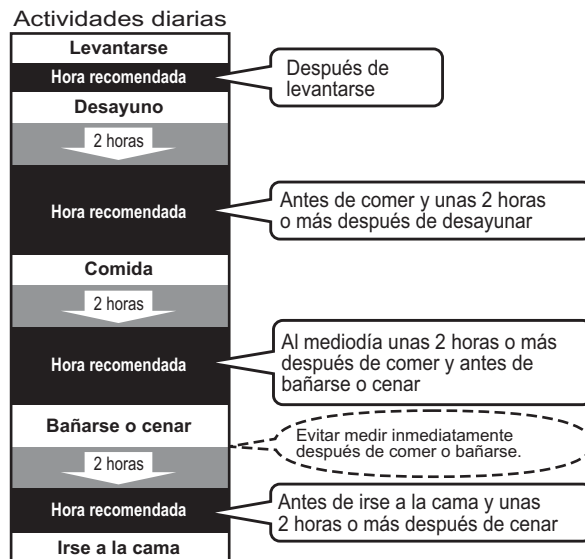 Actividades diarias
Levantarse
Hora recomendada
Después de
levantarse
Desayuno
2 horas
Hora recomendada
Antes de comer y unas 2 horas
o más después de desayunar
Comida
2 horas
Hora recomendada
Al mediodía unas 2 horas o más
después de comer y antes de
bañarse o cenar
Bañarse o cenar
Evitar medir inmediatamente
después de comer o bañarse.
2 horas
Hora recomendada
Antes de irse a la cama y unas
2 horas o más después de cenar
Irse a la cama